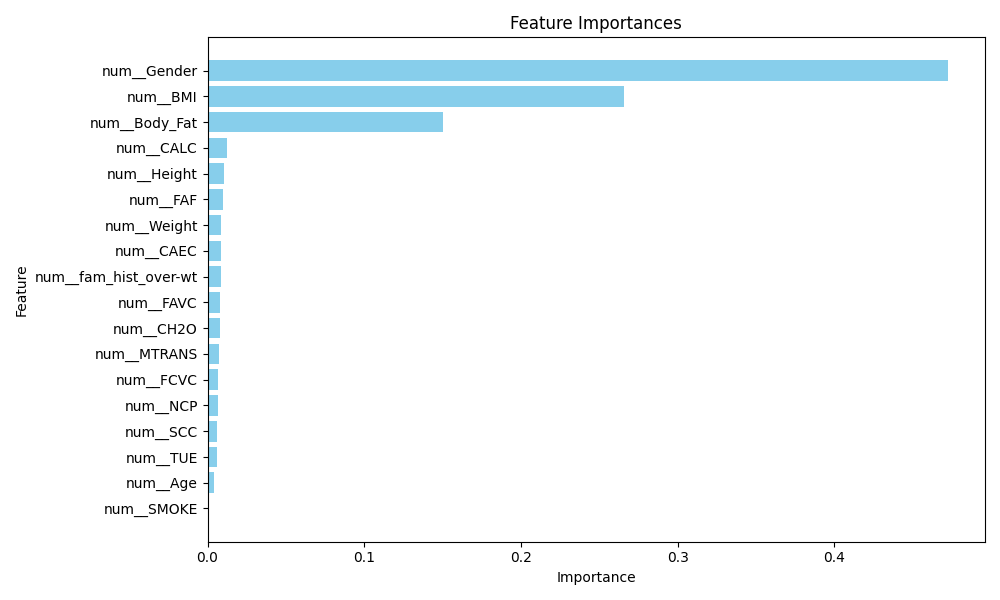 Feature Importances
Feature
num__Gender
num__BMI
num__Body_Fat
num__CALC
num__Height
num__FAF
num__Weight
num__CAEC
num__fam_hist_over-wt
num__FAVC
num__CH2O
num__MTRANS
num__FCVC
num__NCP
num__SCC
num__TUE
num__Age
num__SMOKE
0.0 0.1 0.2 0.3 0.4
Importance